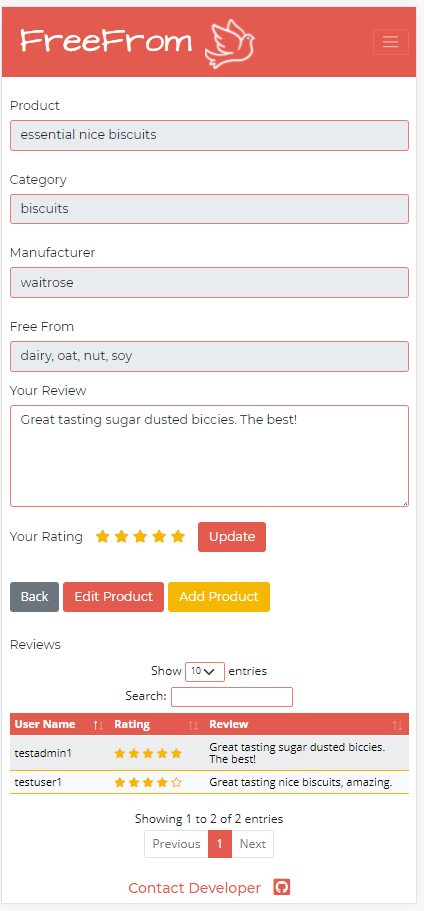 FreeFrom
Product
essential nice biscuits
Category
biscuits
Manufacturer
waitrose
Free From
dairy, oat, nut, soy
Your Review
Great tasting sugar dusted biccies. The best!
Your Rating Update
Back Edit Product Add Product
Reviews
Show 10 entries
Search:
User Name Rating Review
testadmin1 Great tasting sugar dusted biccies.
The best!
testuser1 Great tasting nice biscuits, amazing.
Showing 1 to 2 of 2 entries
Previous 1 Next
Contact Developer